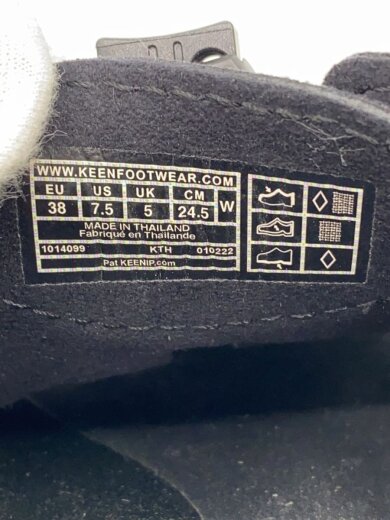 WWW.KEENFOOTWEAR.COM
EU US UK CM
38 7.5 5 24.5 W
MADE IN THAILAND
Fabriqué en Thaïlande
1014099 KTH 010222
Pat KEENIP.com